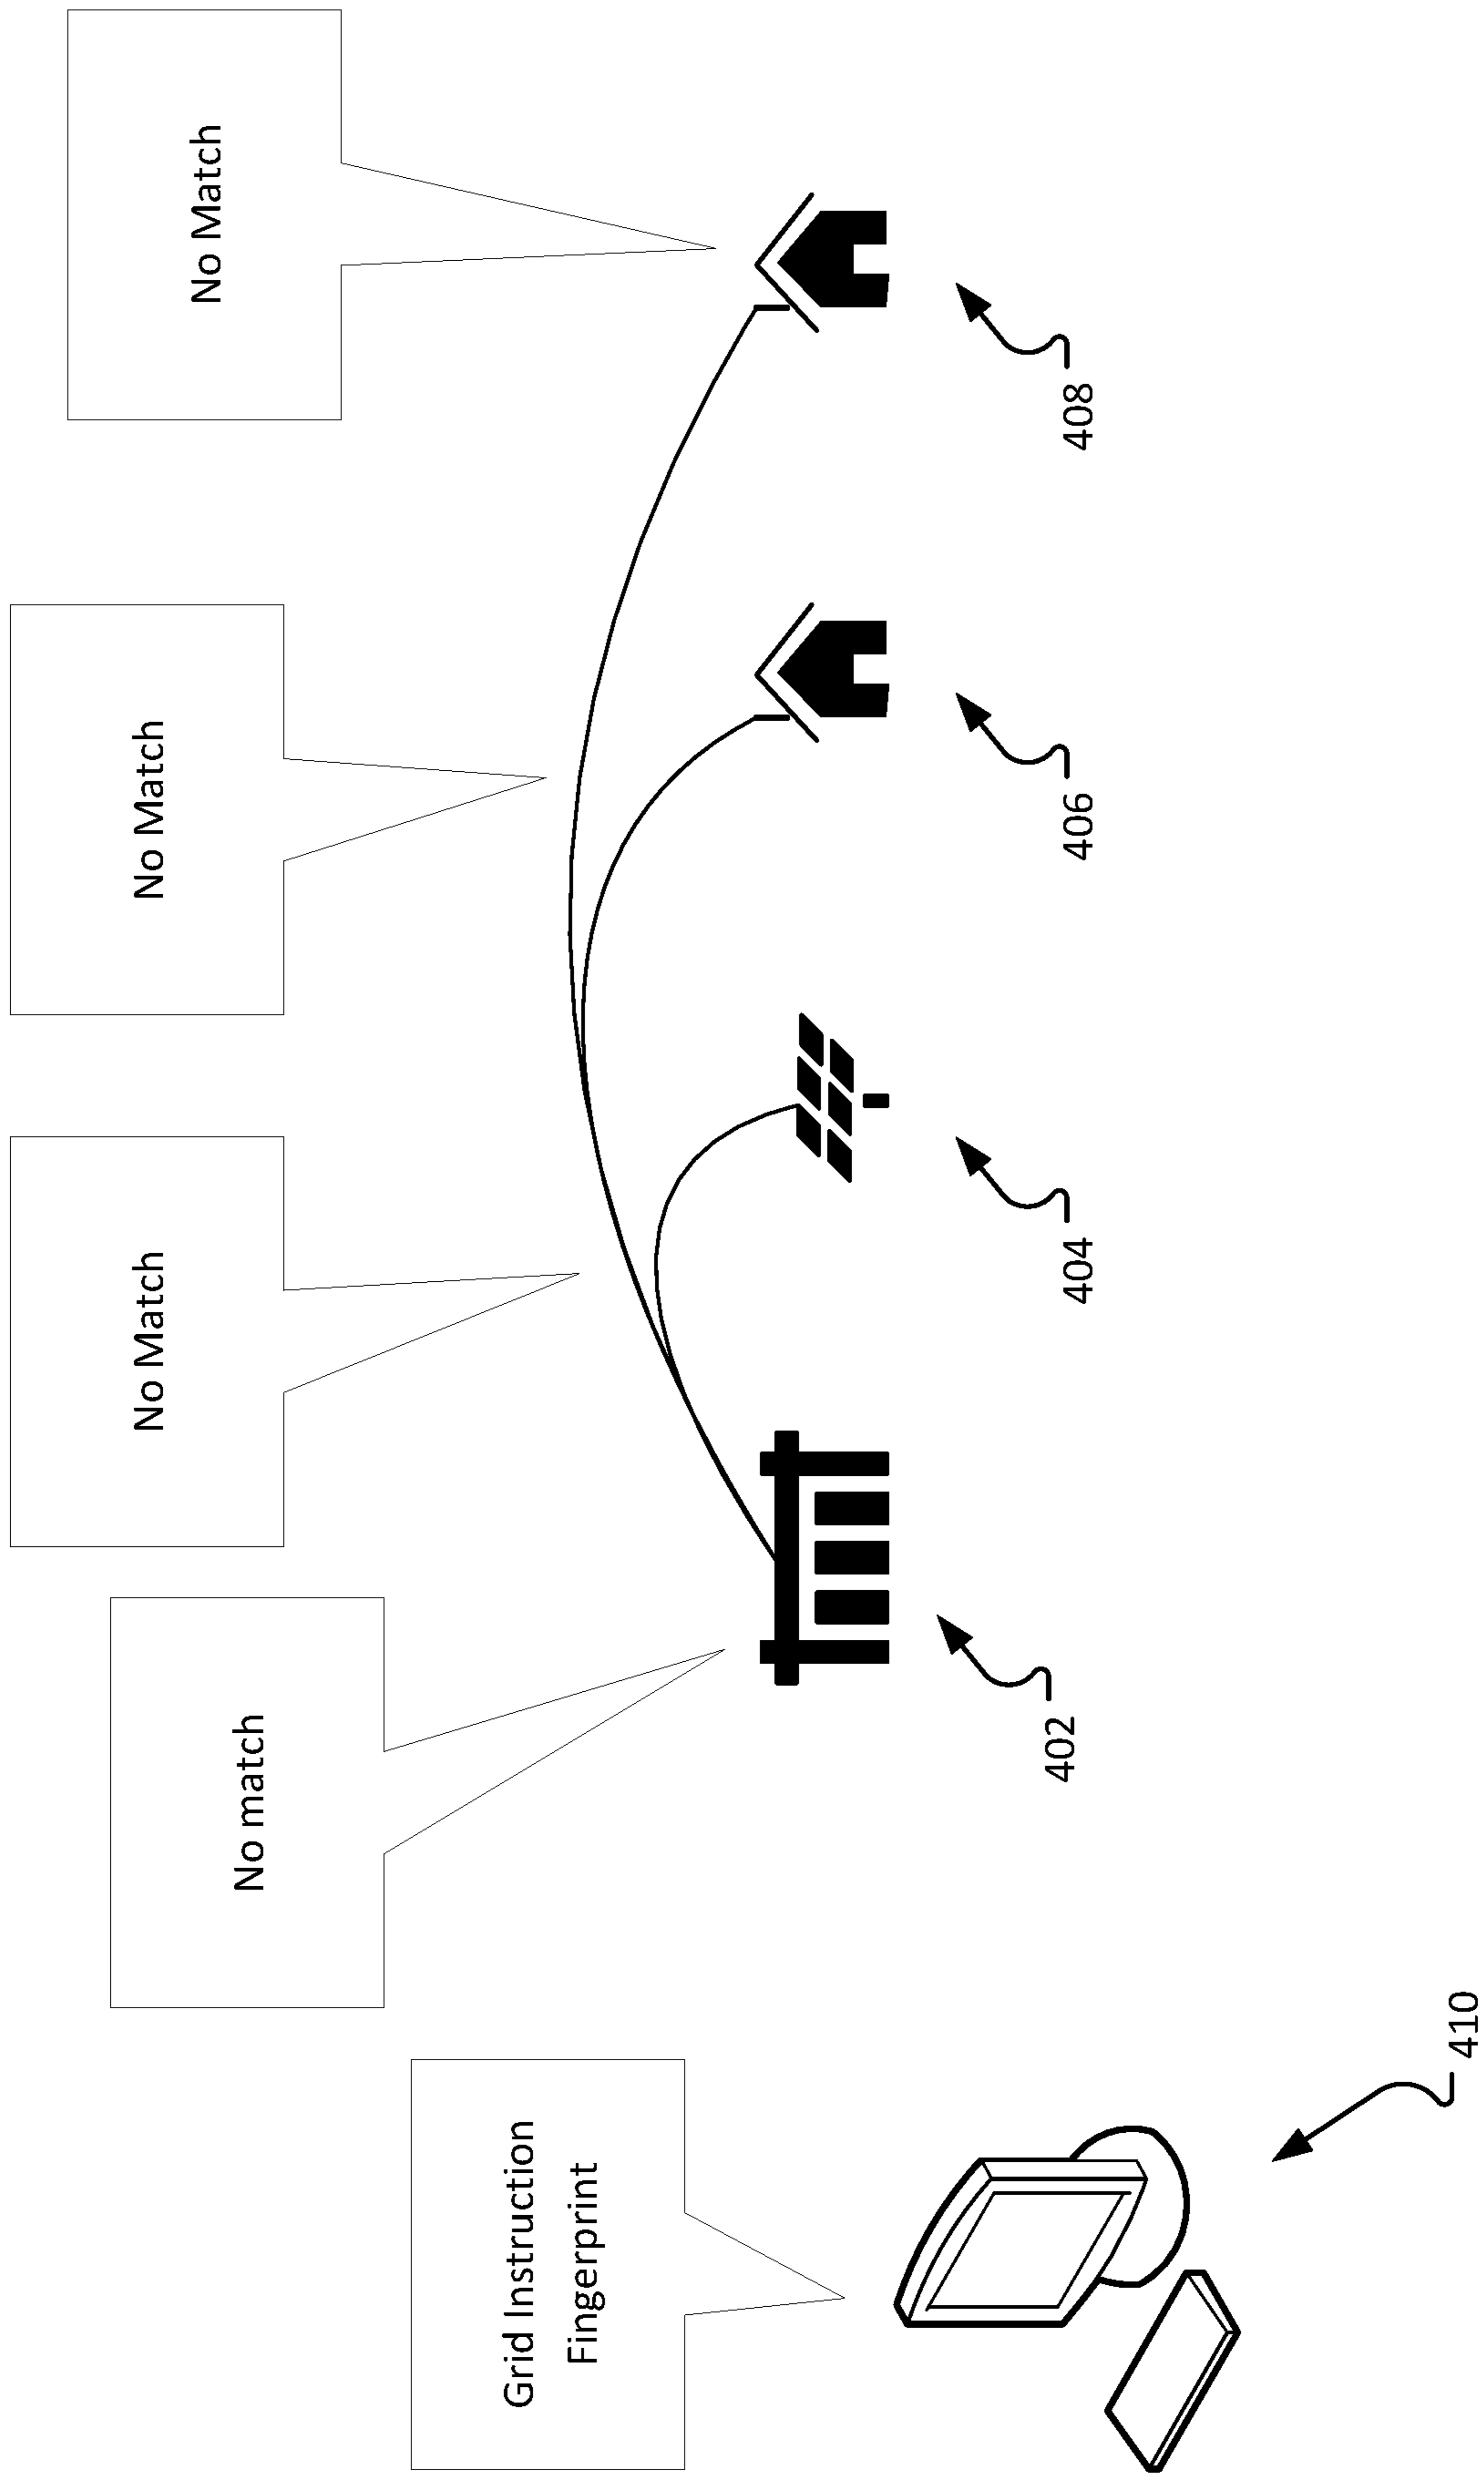 Grid Instruction
Fingerprint
No match
No Match
No Match
No Match
410
402
404
406
408